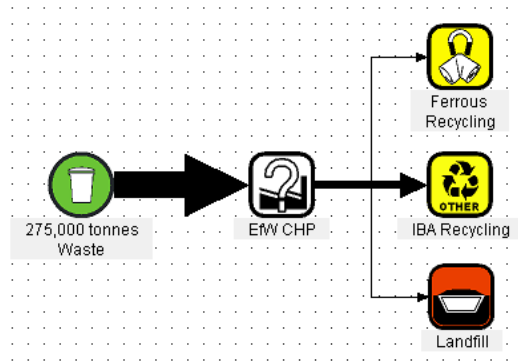 Ferrous
Recycling
275,000 tonnes
Waste
EfW CHP
OTHER
IBA Recycling
Landfill